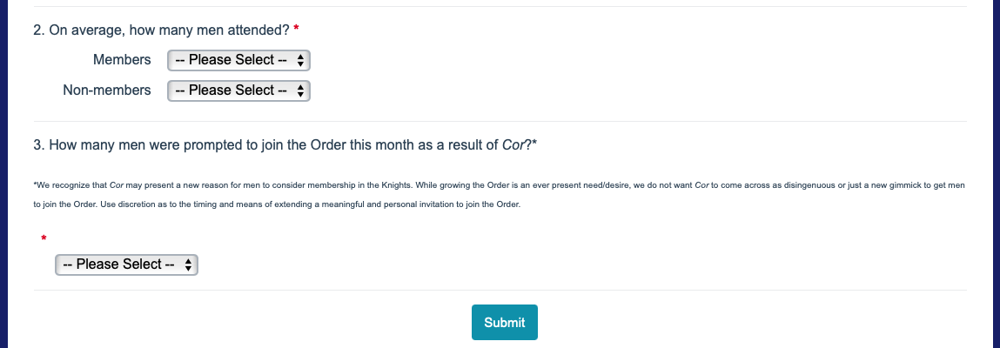 2. On average, how many men attended? *
Members -- Please Select --
Non-members -- Please Select --
3. How many men were prompted to join the Order this month as a result of Cor?*
*We recognize that Cor may present a new reason for men to consider membership in the Knights. While growing the Order is an ever present need/desire, we do not want Cor to come across as disingenuous or just a new gimmick to get men
to join the Order. Use discretion as to the timing and means of extending a meaningful and personal invitation to join the Order.
*
-- Please Select --
Submit